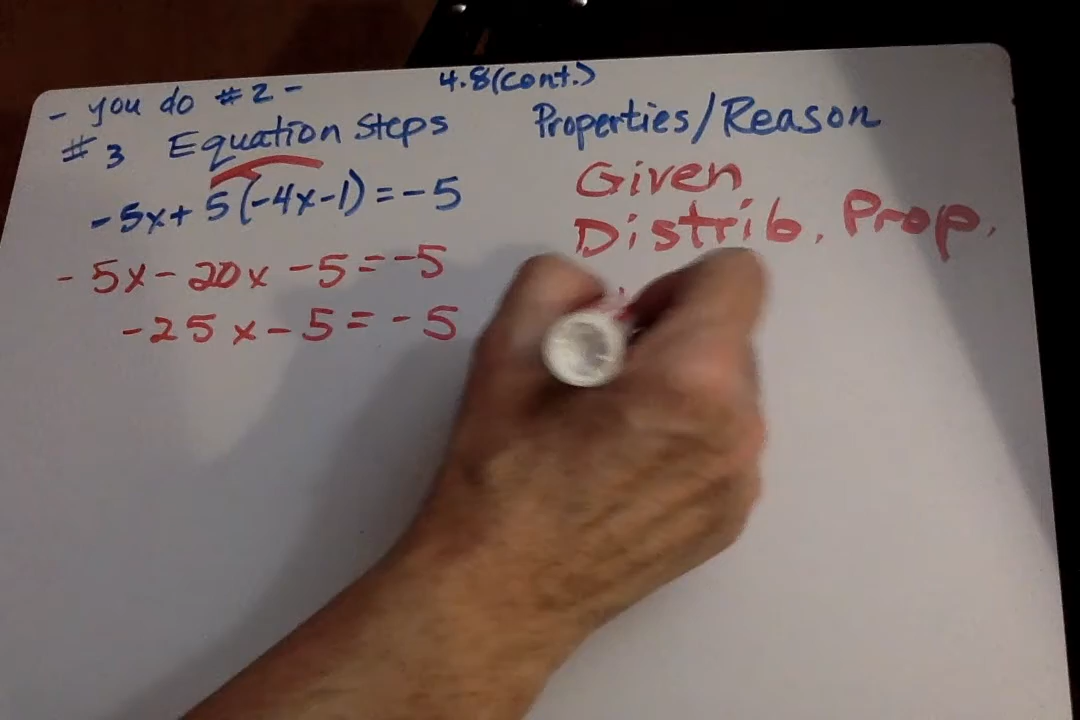 - you do #2 - 4.8(cont.)
#3 Equation Steps Properties/Reason
-5x+5(-4x-1)=-5 Given
-5x-20x-5=-5 Distrib. Prop.
-25x-5=-5